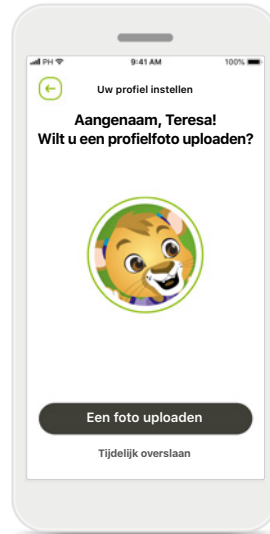 PH 9:41 AM 100%
Uw profiel instellen
Aangenaam, Teresa!
Wilt u een profielfoto uploaden?
Een foto uploaden
Tijdelijk overslaan